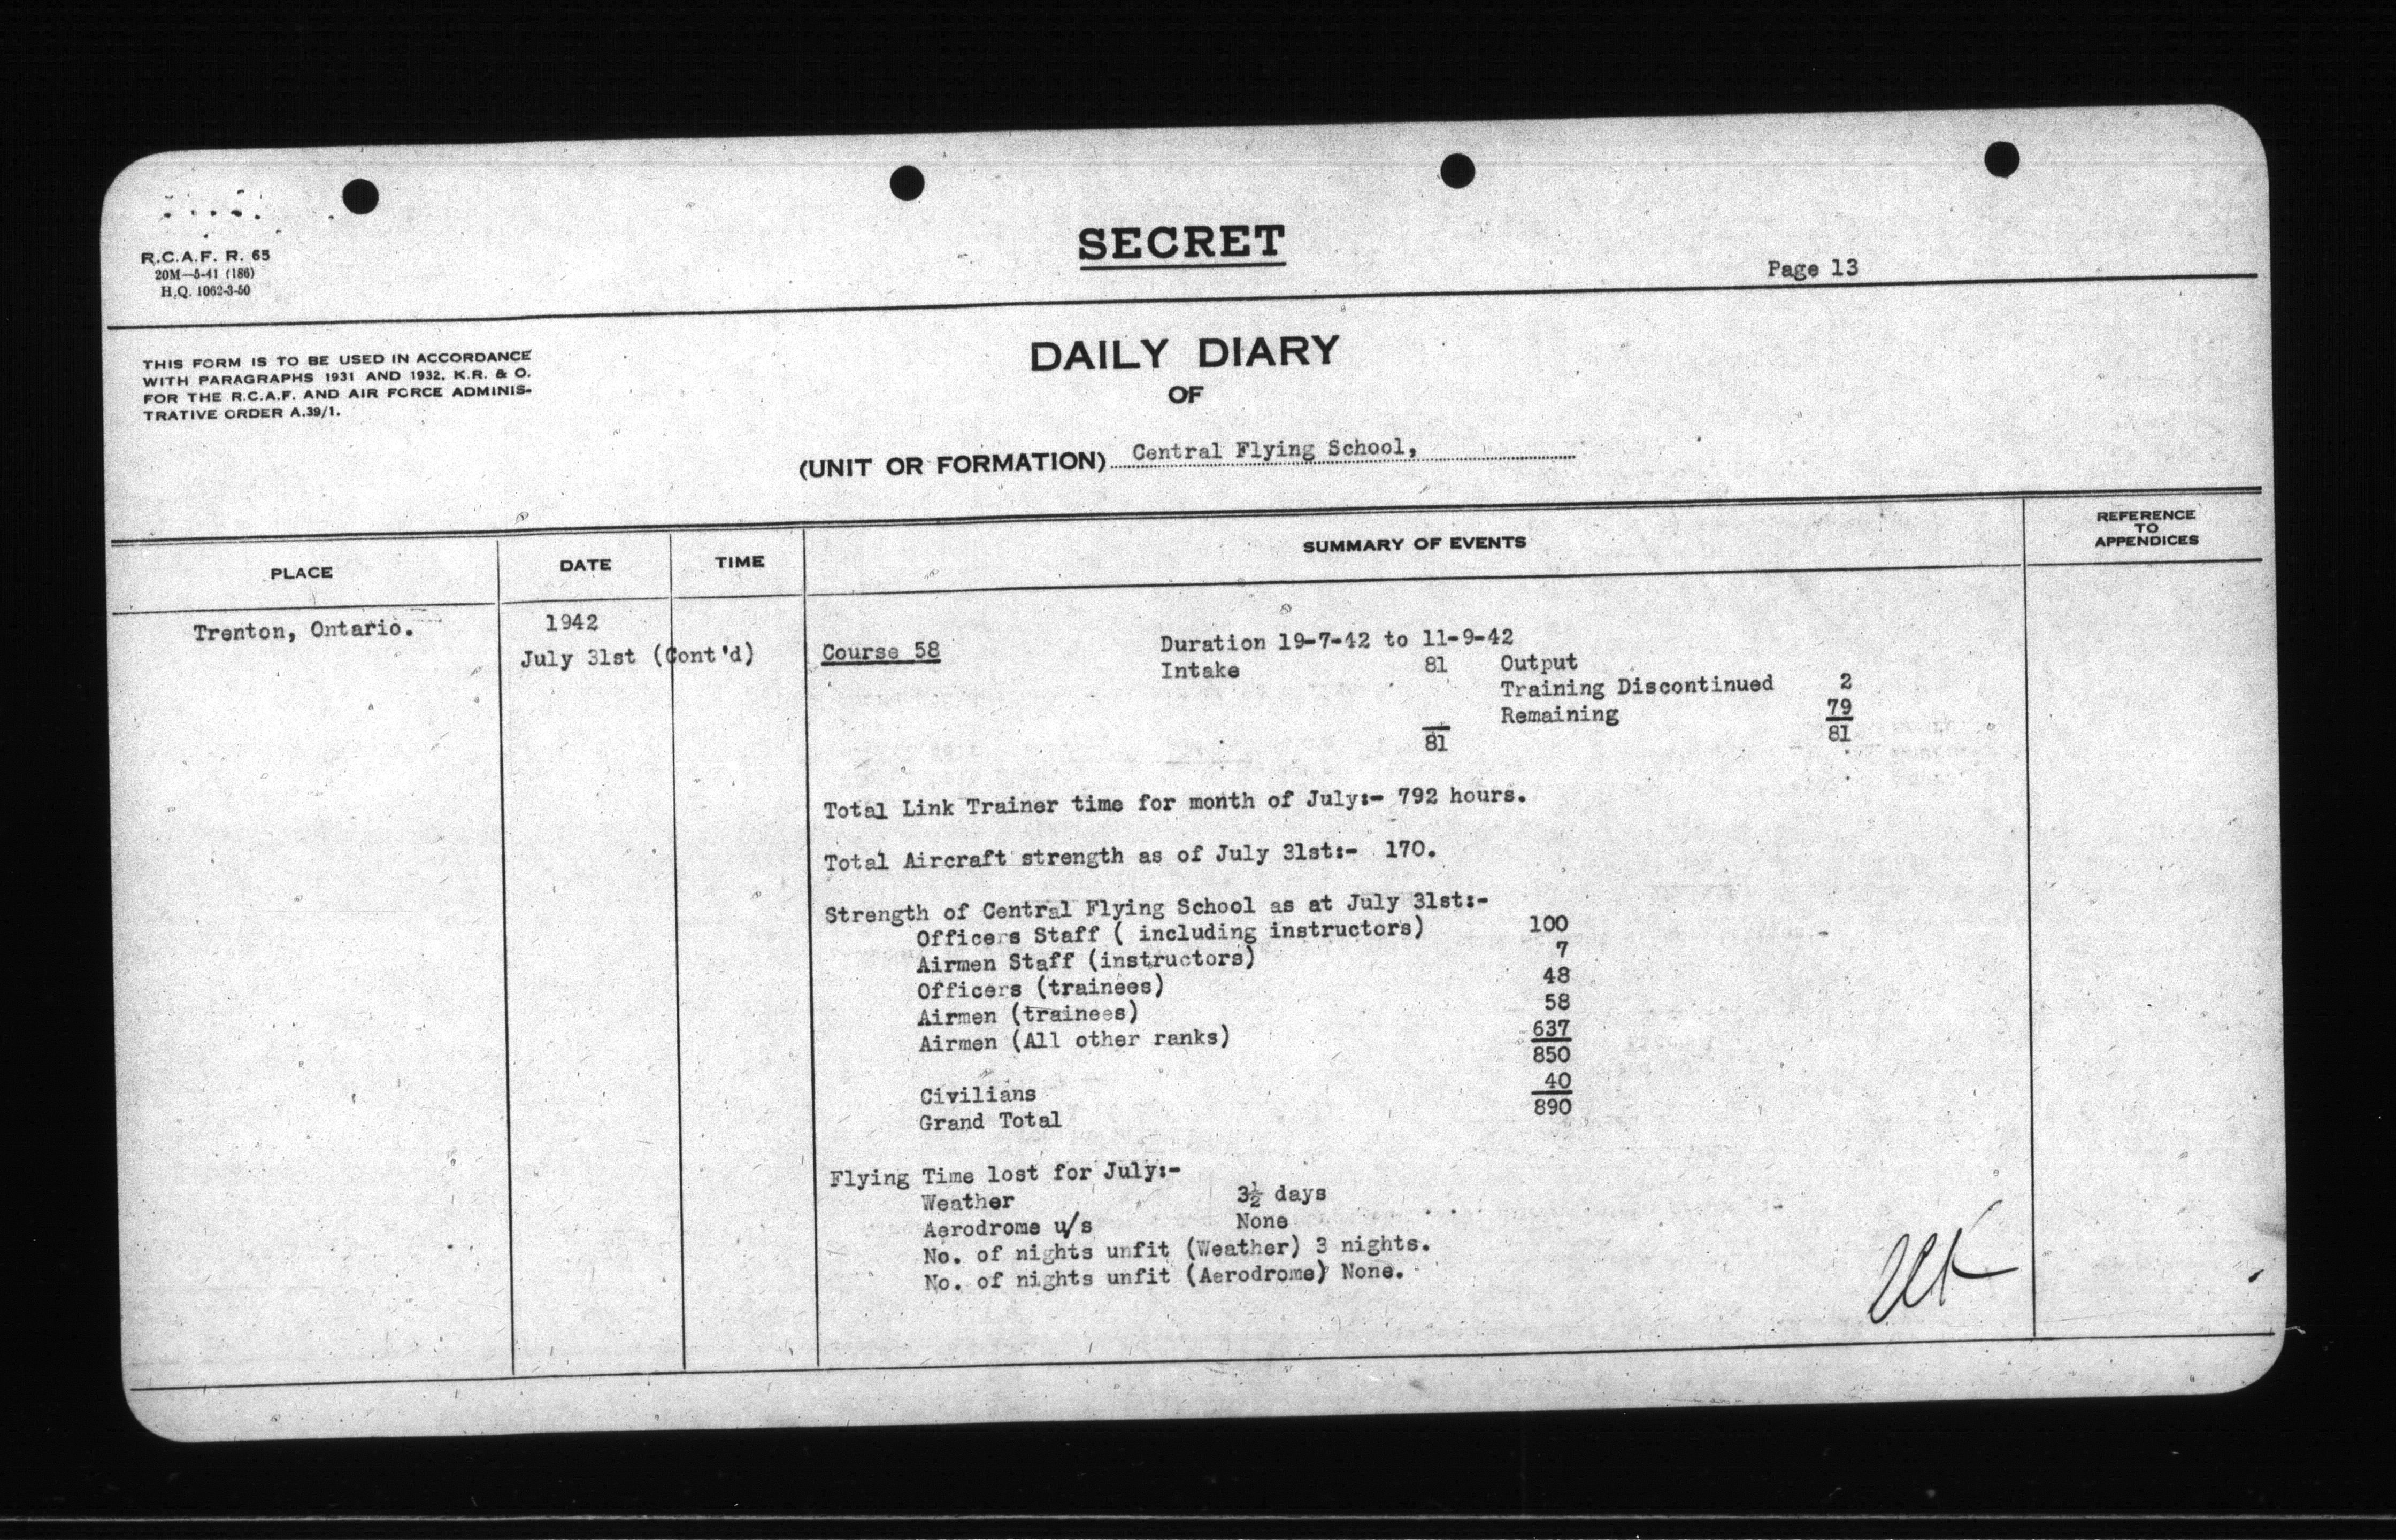 SECRET
R.C.A.F. R. 65
20M—5-41 (186)
H.Q. 1062-3-50
Page 13
THIS FORM IS TO BE USED IN ACCORDANCE
WITH PARAGRAPHS 1931 AND 1932, K.R. & O.
FOR THE R.C.A.F. AND AIR FORCE ADMINIS-
TRATIVE ORDER A.39/1.
DAILY DIARY
OF
(UNIT OR FORMATION) Central Flying School,
PLACE DATE TIME SUMMARY OF EVENTS REFERENCE TO APPENDICES
Trenton, Ontario. 1942
July 31st (Cont'd) Course 58 Duration 19-7-42 to 11-9-42
Intake 81 Output
Training Discontinued 2
Remaining 79
81 81
Total Link Trainer time for month of July:- 792 hours.
Total Aircraft strength as of July 31st:- 170.
Strength of Central Flying School as at July 31st:-
Officers Staff ( including instructors) 100
Airmen Staff (instructors) 7
Officers (trainees) 48
Airmen (trainees) 58
Airmen (All other ranks) 637
850
Civilians 40
Grand Total 890
Flying Time lost for July:-
Weather 3½ days
Aerodrome u/s None
No. of nights unfit (Weather) 3 nights.
No. of nights unfit (Aerodrome) None.